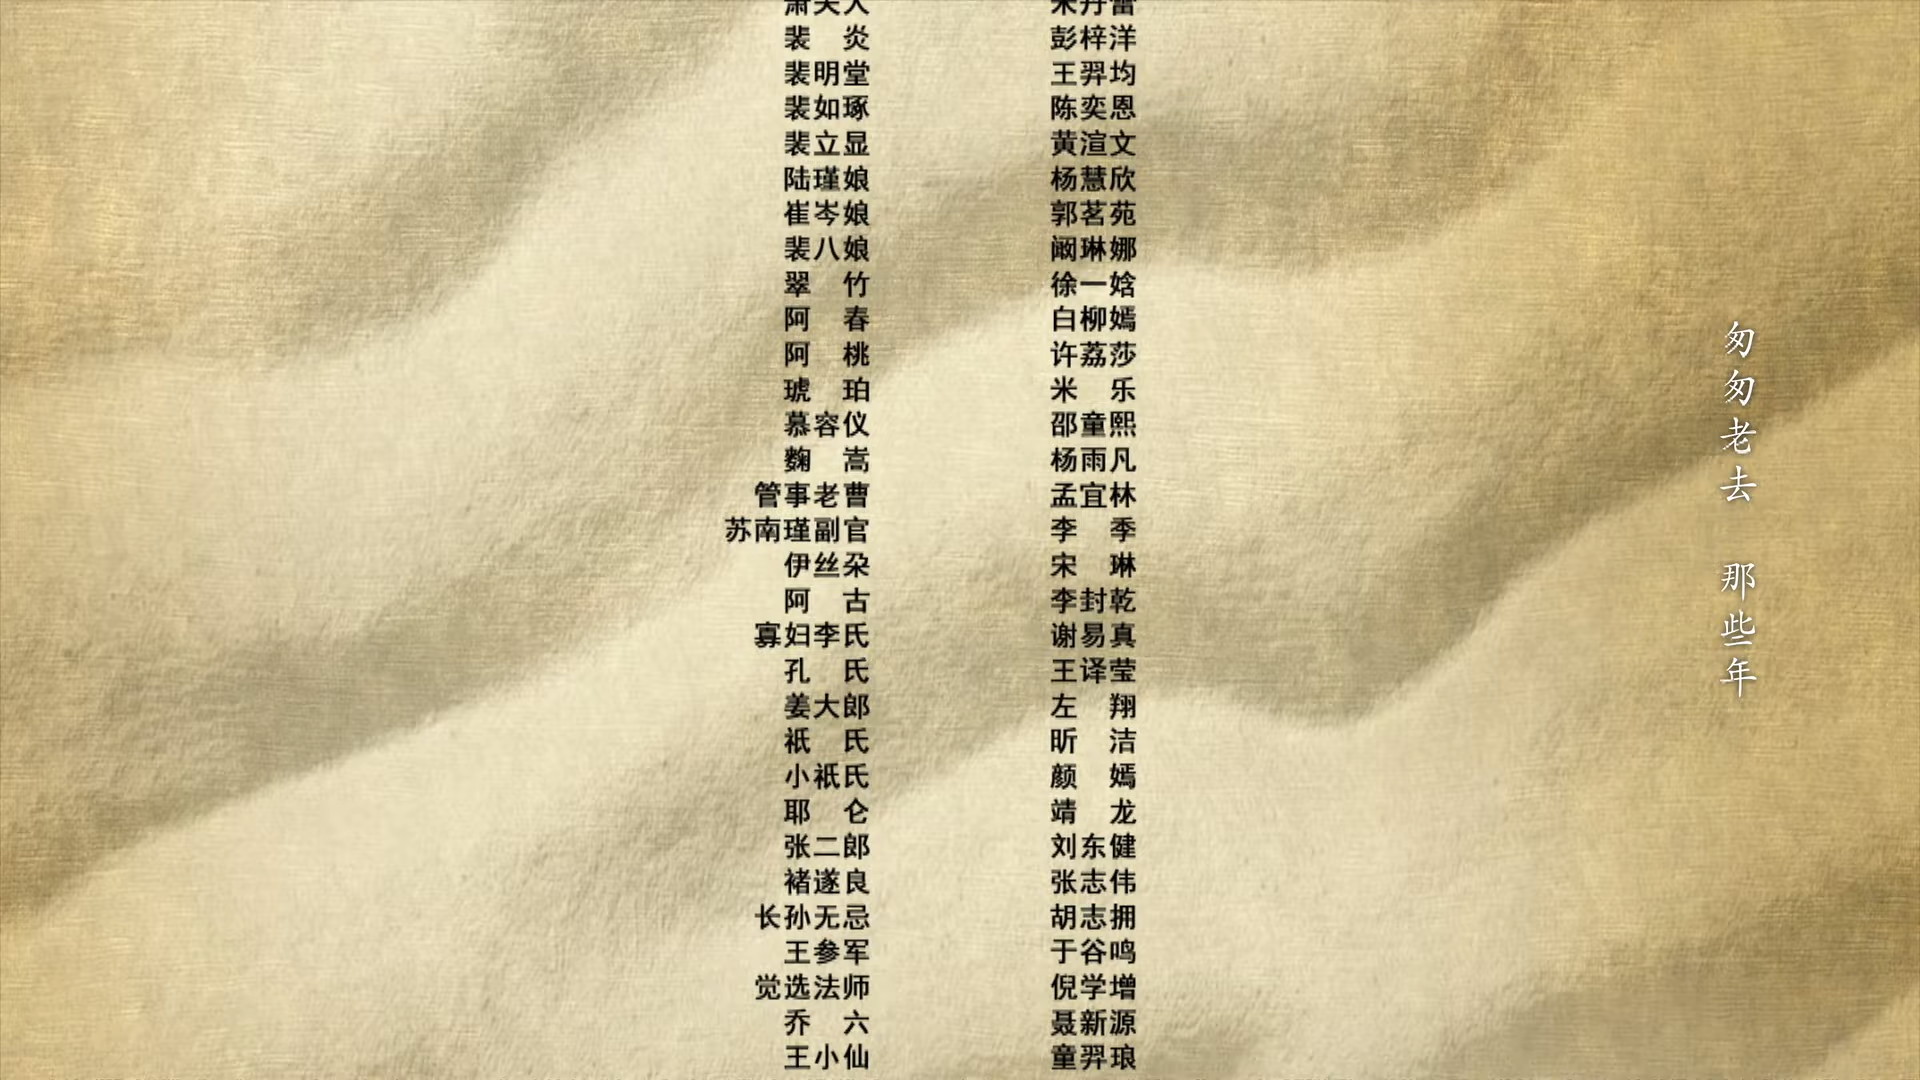 萧夫人 朱丹蕾
裴 炎 彭梓洋
裴明堂 王羿均
裴如琢 陈奕恩
裴立显 黄渲文
陆瑾娘 杨慧欣
崔岑娘 郭茗苑
裴八娘 阚琳娜
翠 竹 徐一焓
阿 春 白柳嫣
阿 桃 许荔莎
琥 珀 米 乐
慕容仪 邵童熙
麴 嵩 杨雨凡
管事老曹 孟宜林
苏南瑾副官 李 季
伊丝朵 宋 琳
阿 古 李封乾
寡妇李氏 谢易真
孔 氏 王译莹
姜大郎 左 翔
祇 氏 昕 洁
小祇氏 颜 嫣
耶 仑 靖 龙
张二郎 刘东健
褚遂良 张志伟
长孙无忌 胡志拥
王参军 于谷鸣
觉选法师 倪学增
乔 六 聂新源
王小仙 童羿琅
匆匆老去 那些年